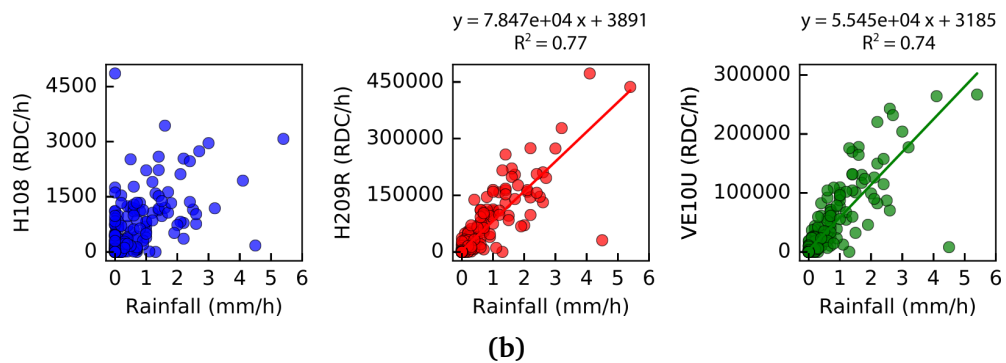 y = 7.847e+04 x + 3891
R² = 0.77
y = 5.545e+04 x + 3185
R² = 0.74
H108 (RDC/h)
4500
3000
1500
0
0 1 2 3 4 5 6
Rainfall (mm/h)
H209R (RDC/h)
450000
300000
150000
0
0 1 2 3 4 5 6
Rainfall (mm/h)
VE10U (RDC/h)
300000
200000
100000
0
0 1 2 3 4 5 6
Rainfall (mm/h)
(b)